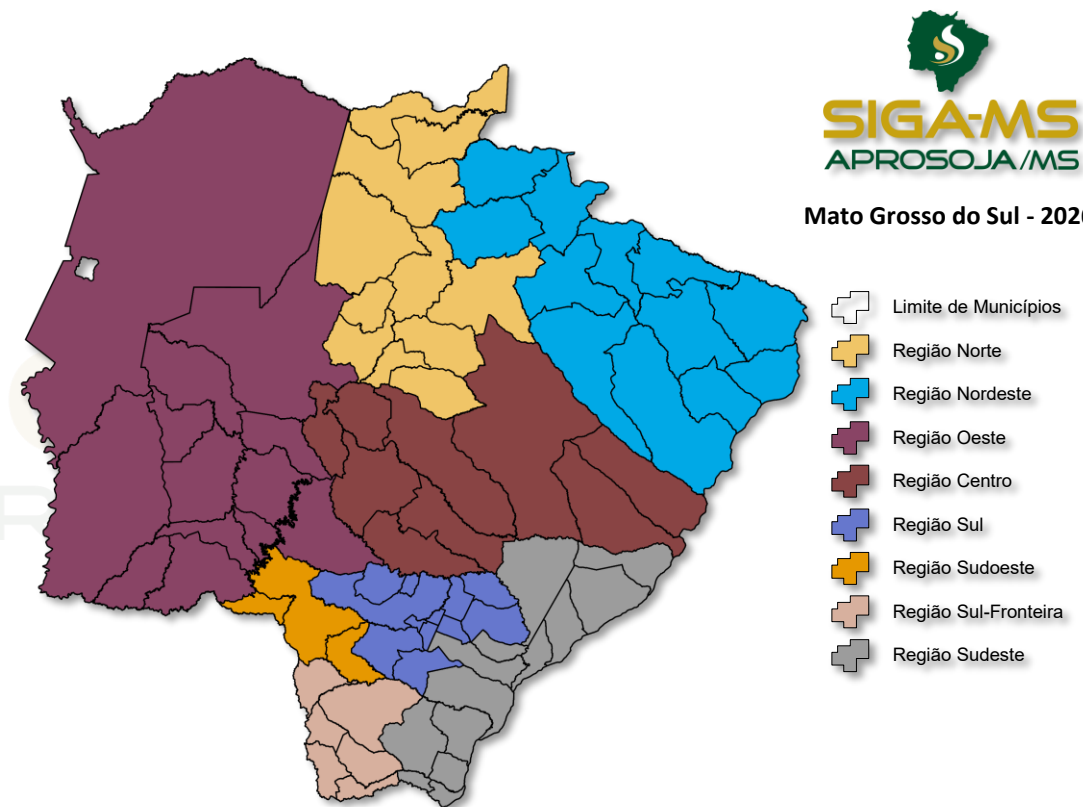 SIGA-MS
APROSOJA/MS
Mato Grosso do Sul - 202
Limite de Municípios
Região Norte
Região Nordeste
Região Oeste
Região Centro
Região Sul
Região Sudoeste
Região Sul-Fronteira
Região Sudeste